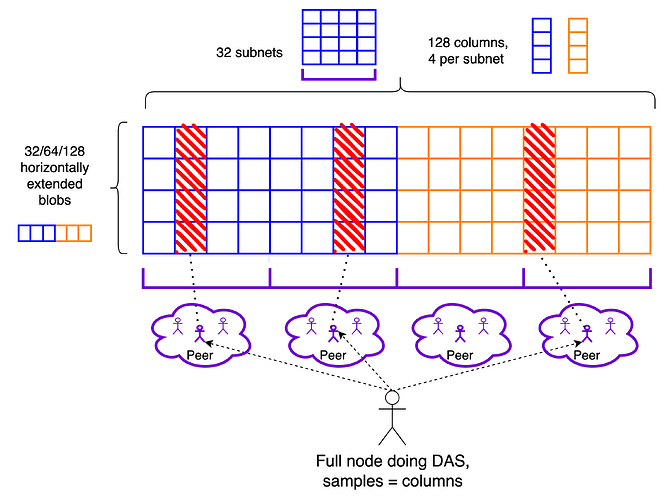 32 subnets
128 columns,
4 per subnet
32/64/128
horizontally
extended
blobs
Peer
Peer
Peer
Peer
Full node doing DAS,
samples = columns